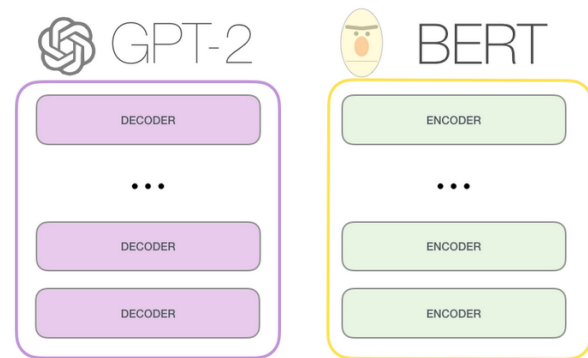 GPT-2
DECODER
...
DECODER
DECODER
BERT
ENCODER
...
ENCODER
ENCODER